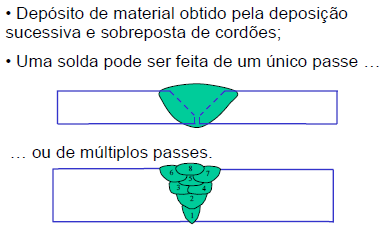 • Depósito de material obtido pela deposição
sucessiva e sobreposta de cordões;
• Uma solda pode ser feita de um único passe ...
... ou de múltiplos passes.
8
6 7
5
3 4
2
1